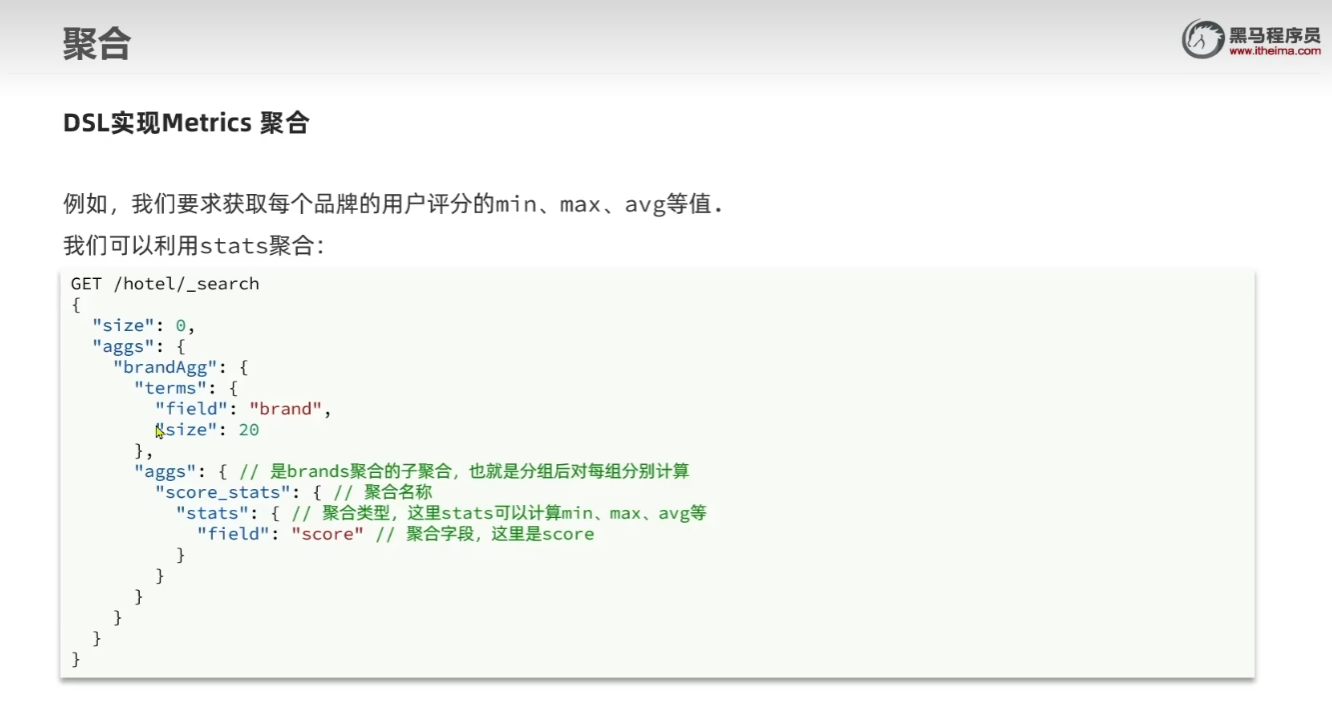 聚合
黑马程序员
www.itheima.com
DSL实现Metrics 聚合
例如，我们要求获取每个品牌的用户评分的min、max、avg等值.
我们可以利用stats聚合：
GET /hotel/_search
{
  "size": 0,
  "aggs": {
    "brandAgg": {
      "terms": {
        "field": "brand",
        "size": 20
      },
      "aggs": { // 是brands聚合的子聚合，也就是分组后对每组分别计算
        "score_stats": { // 聚合名称
          "stats": { // 聚合类型，这里stats可以计算min、max、avg等
            "field": "score" // 聚合字段，这里是score
          }
        }
      }
    }
  }
}